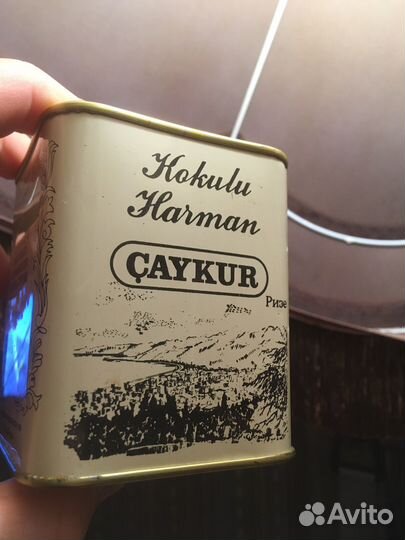 Kokulu
Harman
ÇAYKUR
Ризе
Avito